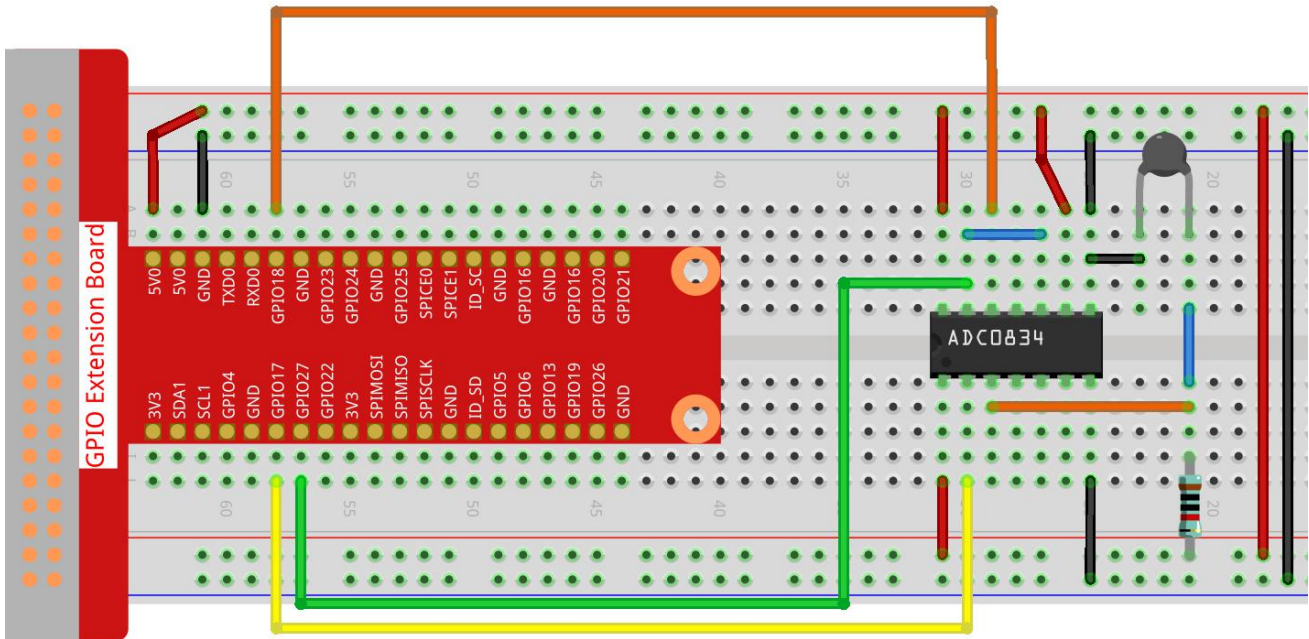 GPIO Extension Board
60 55 50 45 40 35 30 20
5V0
5V0
GND
TXD0
RXD0
GPIO18
GND
GPIO23
GPIO24
GND
GPIO25
SPICE0
SPICE1
ID_SC
GND
GPIO16
GND
GPIO16
GPIO20
GPIO21
ADC0834
3V3
SDA1
SCL1
GPIO4
GND
GPIO17
GPIO27
GPIO22
3V3
SPIMOSI
SPIMISO
SPISCLK
GND
ID_SD
GPIO5
GPIO6
GPIO13
GPIO19
GPIO26
GND
60 55 50 45 40 35 20